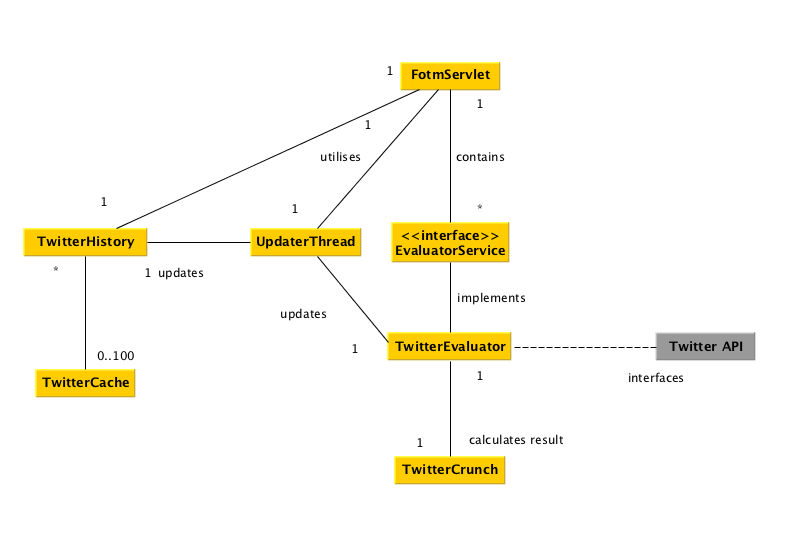 FotmServlet
1
1
1
utilises
contains
1
1
*
TwitterHistory
UpdaterThread
<<interface>>
EvaluatorService
*
1 updates
implements
updates
1
TwitterEvaluator
Twitter API
0..100
1
interfaces
TwitterCache
1
calculates result
TwitterCrunch